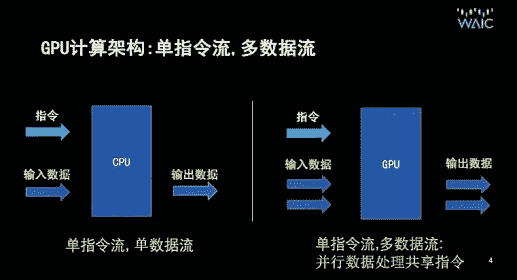 WAIC
GPU计算架构:单指令流,多数据流
指令
输入数据
CPU
输出数据
单指令流,单数据流
指令
输入数据
GPU
输出数据
单指令流,多数据流:
并行数据处理共享指令
4